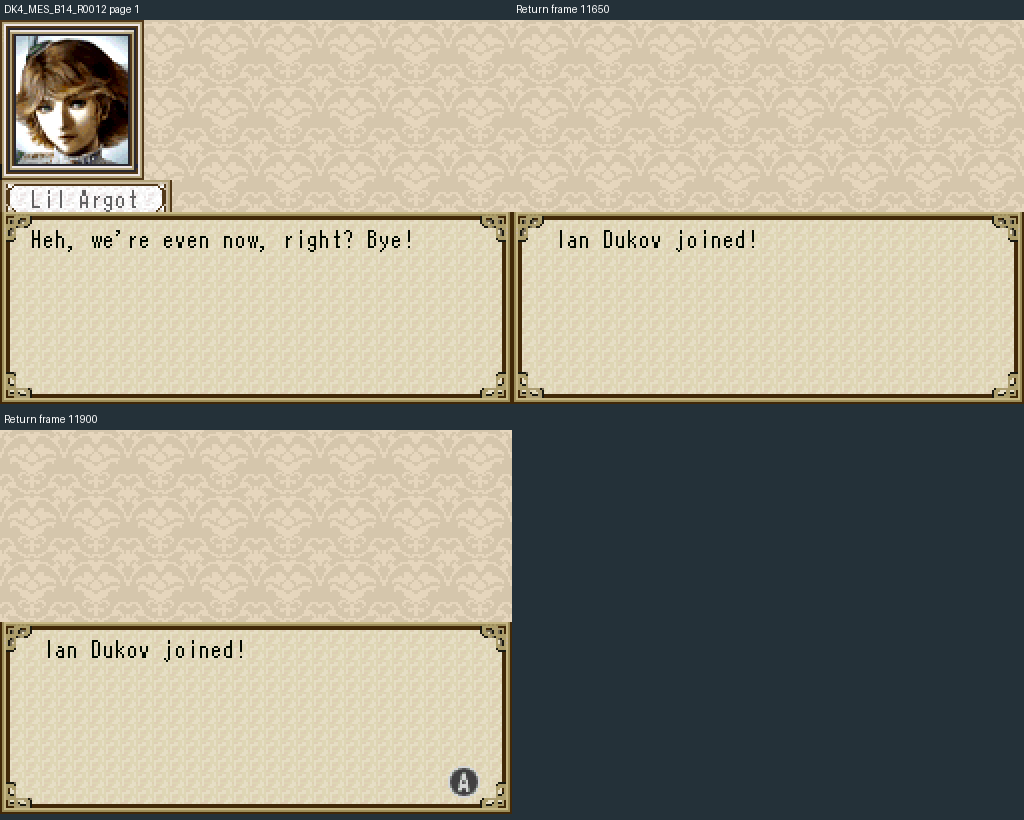 DK4_MES_B14_R0012 page 1
Return frame 11650
Lil Argot
Heh, we're even now, right? Bye!
Ian Dukov joined!
Return frame 11900
Ian Dukov joined!
A